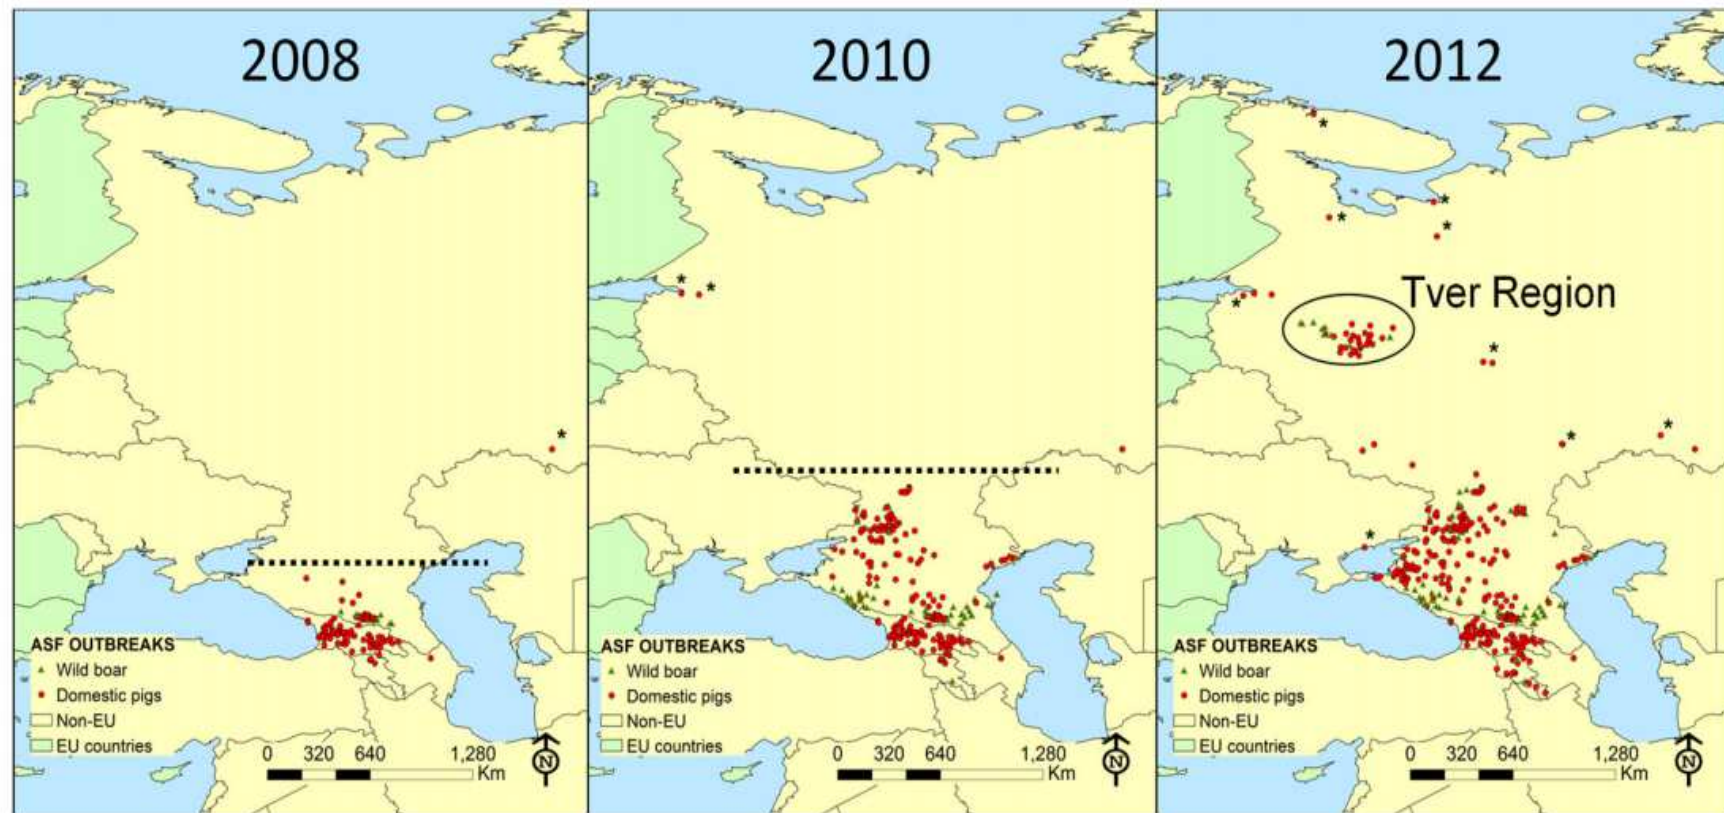 2008
ASF OUTBREAKS
Wild boar
Domestic pigs
Non-EU
EU countries
0 320 640 1,280
Km
N
*
2010
ASF OUTBREAKS
Wild boar
Domestic pigs
Non-EU
EU countries
0 320 640 1,280
Km
N
* *
2012
Tver Region
ASF OUTBREAKS
Wild boar
Domestic pigs
Non-EU
EU countries
0 320 640 1,280
Km
N
* * * * * * * * *